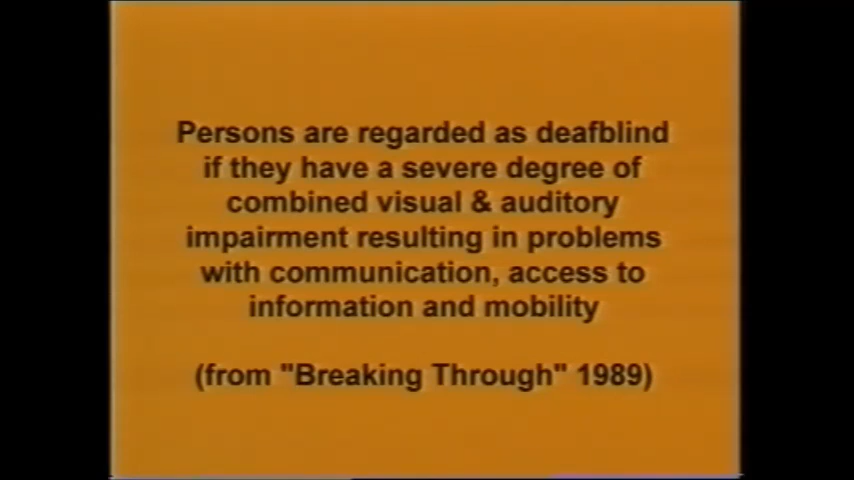 Persons are regarded as deafblind
if they have a severe degree of
combined visual & auditory
impairment resulting in problems
with communication, access to
information and mobility
(from "Breaking Through" 1989)